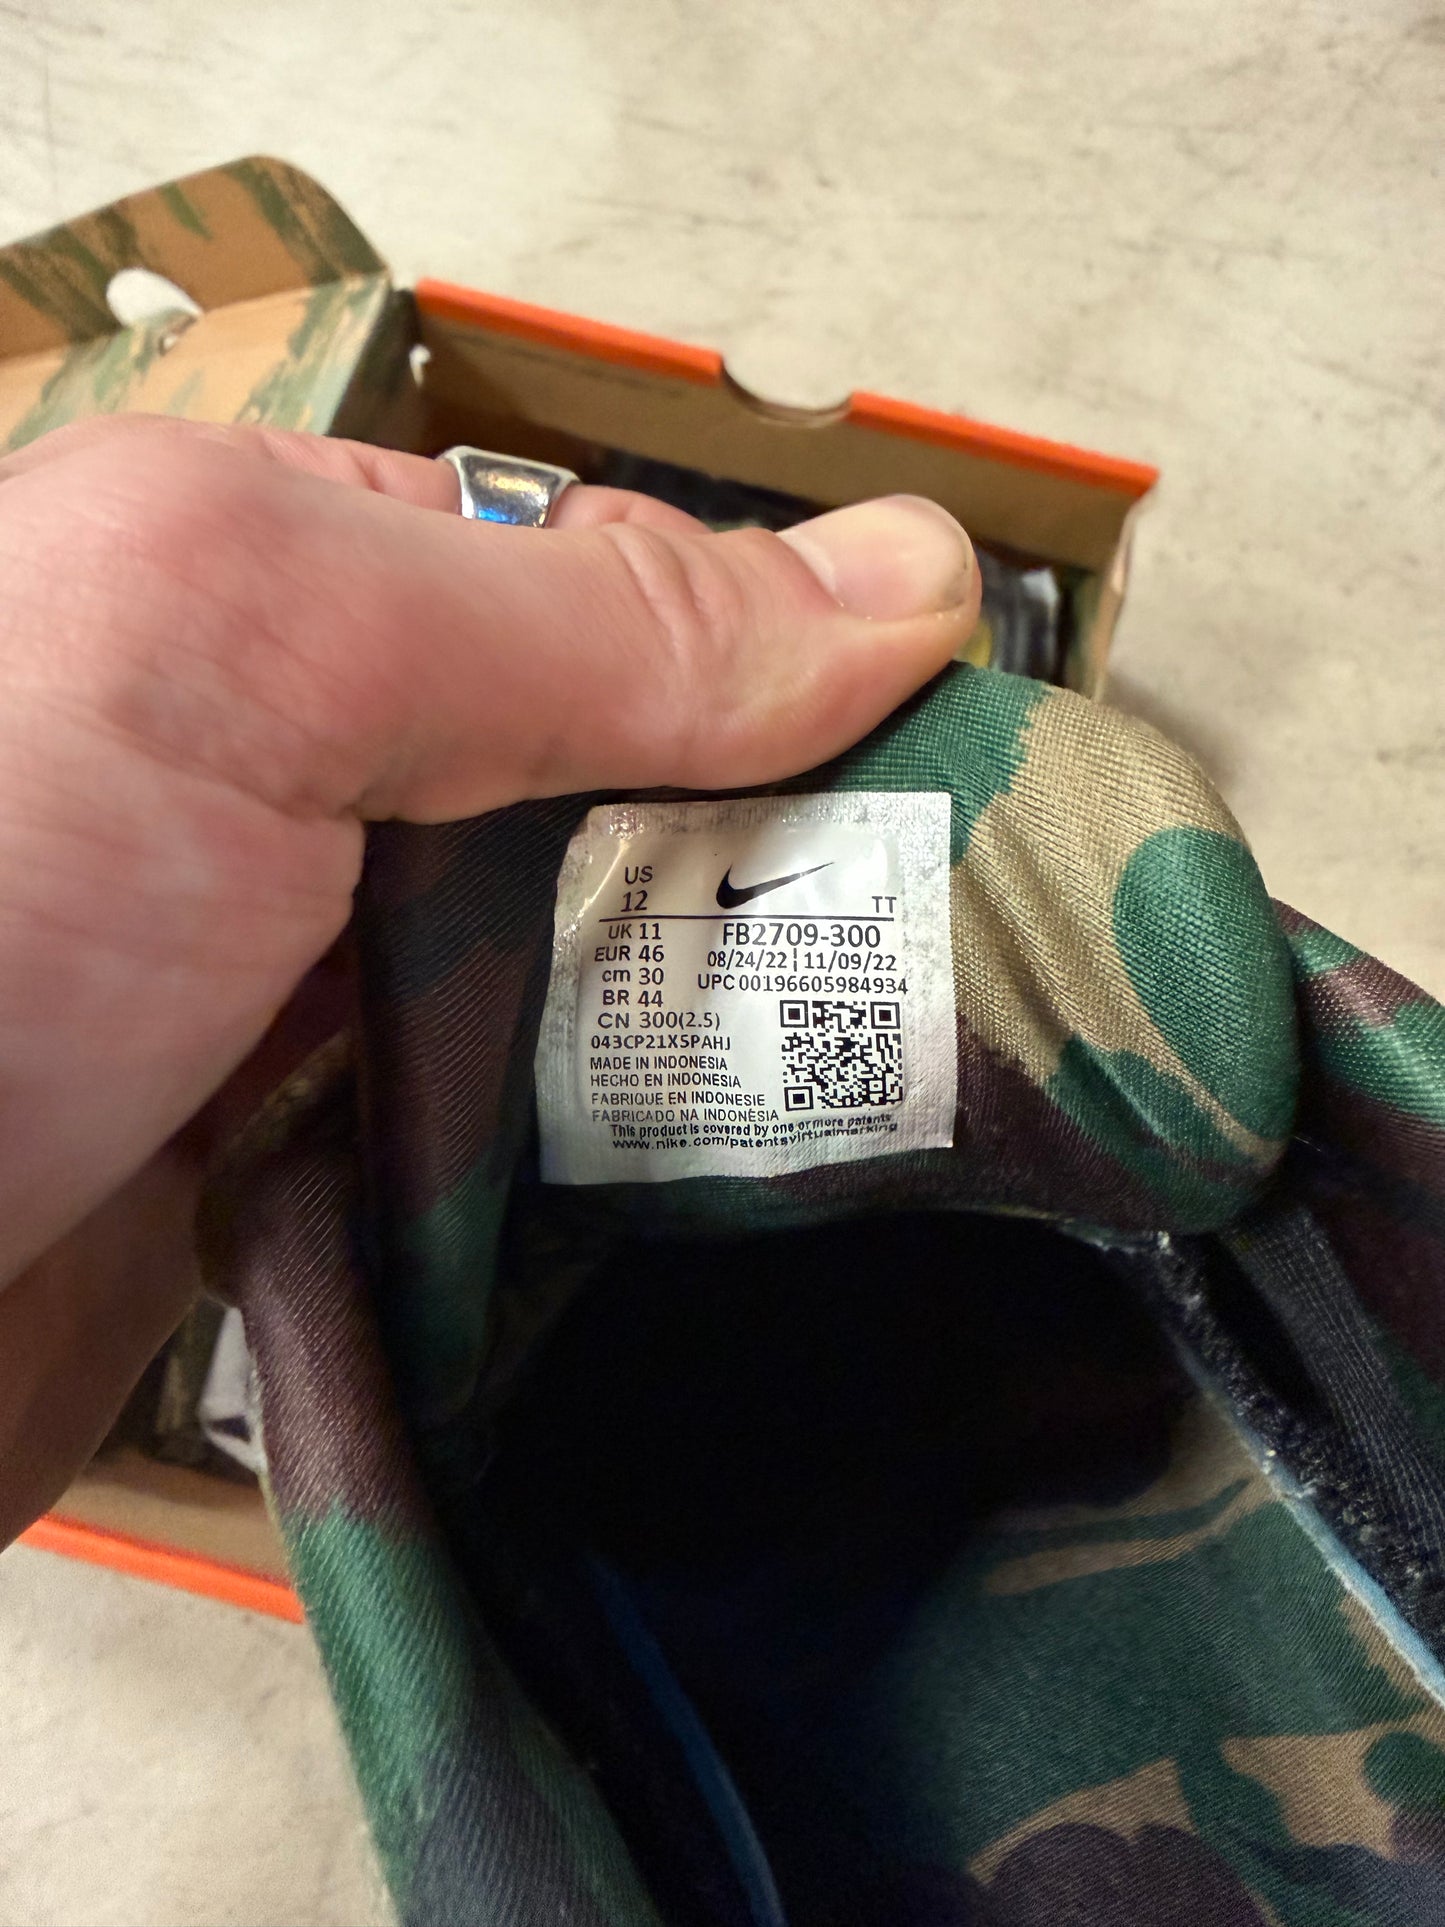 US
12
TT
UK 11
EUR 46
cm 30
BR 44
CN 300(2.5)
FB2709-300
08/24/22 | 11/09/22
UPC 00196605984934
043CP21X5PAHJ
MADE IN INDONESIA
HECHO EN INDONESIA
FABRIQUE EN INDONESIE
FABRICADO NA INDONÉSIA
This product is covered by one or more patents
www.nike.com/patentsvirtualmarking